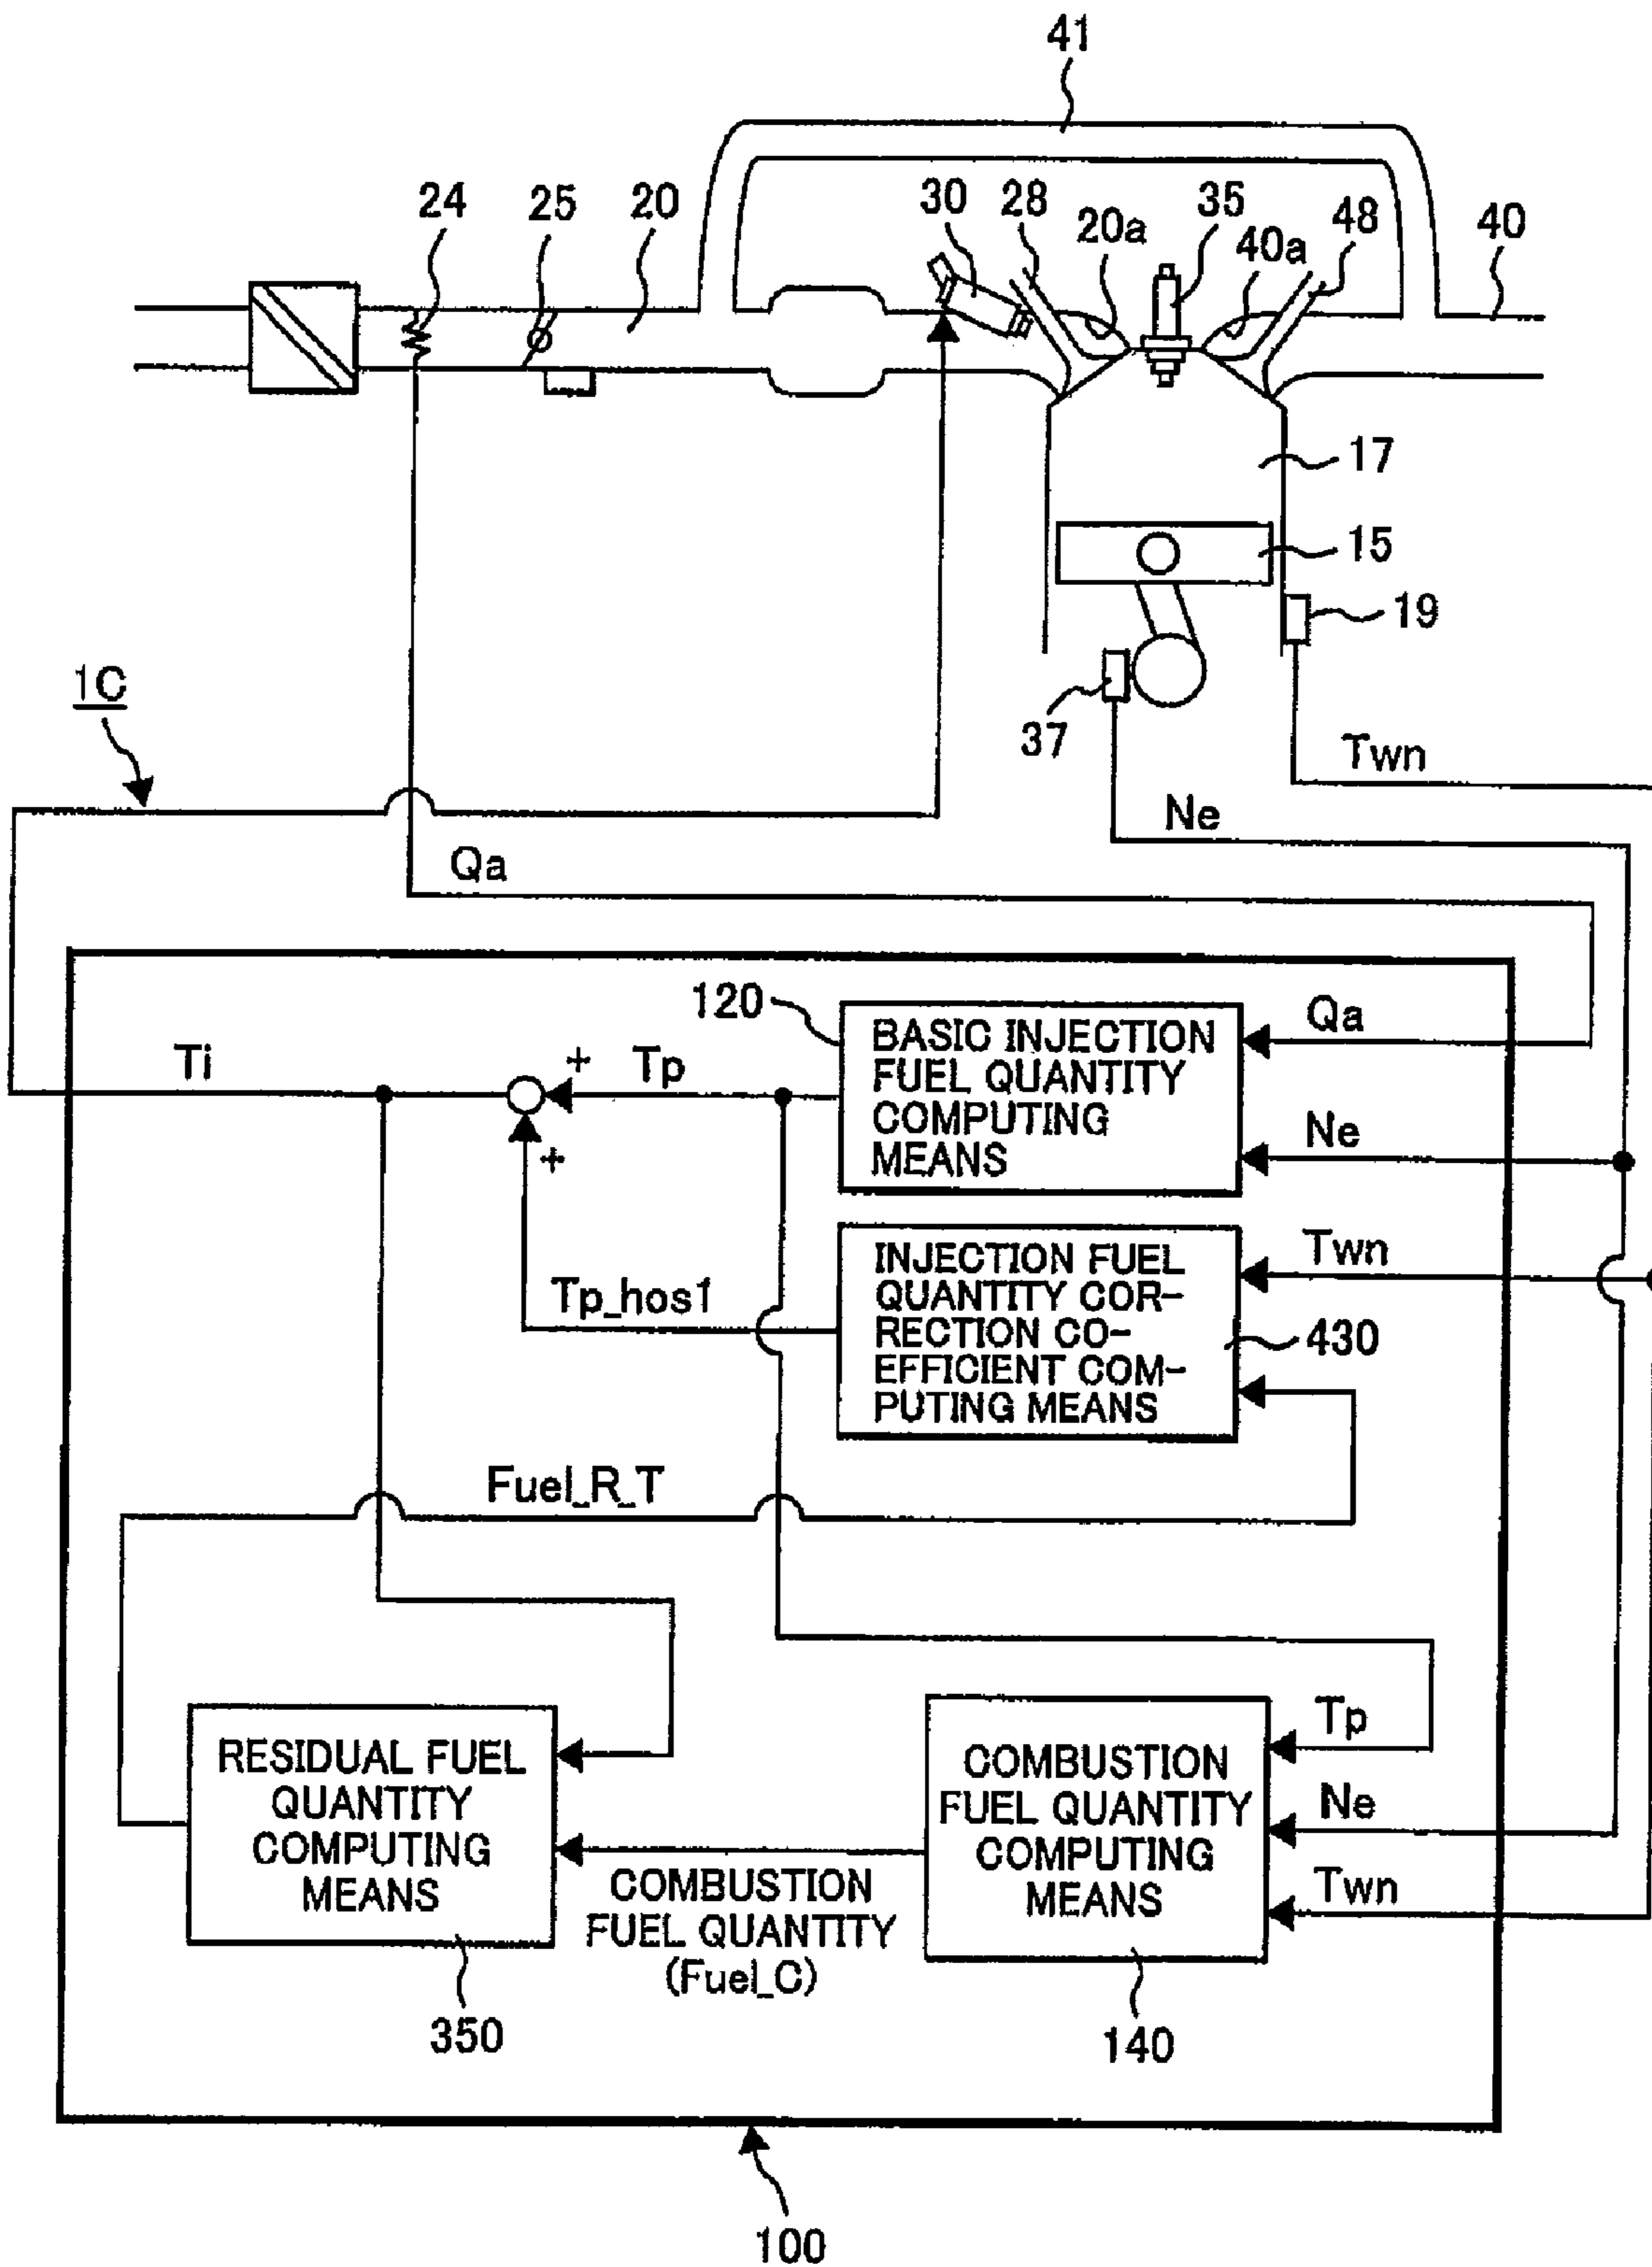 41
24
25
20
30
28
20a
35
40a
48
40
17
15
19
37
1C
Twn
Ne
Qa
120
BASIC INJECTION
FUEL QUANTITY
COMPUTING
MEANS
Qa
Ne
Ti
+
Tp
+
INJECTION FUEL
QUANTITY COR-
RECTION CO-
EFFICIENT COM-
PUTING MEANS
Twn
430
Tp_hos1
Fuel_R_T
RESIDUAL FUEL
QUANTITY
COMPUTING
MEANS
350
COMBUSTION
FUEL QUANTITY
(Fuel_C)
COMBUSTION
FUEL QUANTITY
COMPUTING
MEANS
140
Tp
Ne
Twn
100